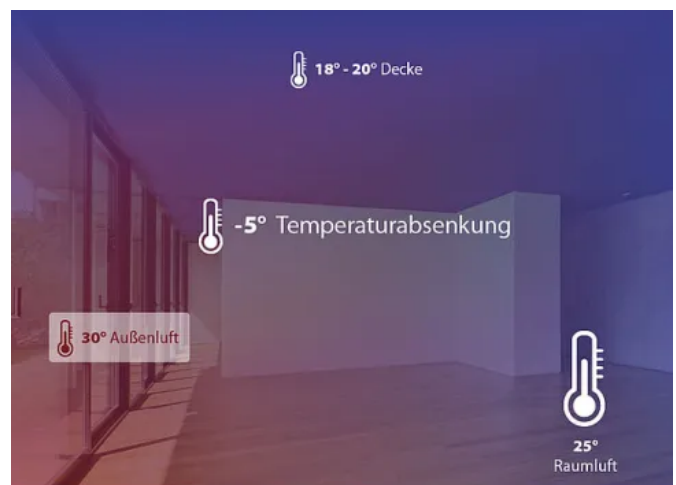 18° - 20° Decke
-5° Temperaturabsenkung
30° Außenluft
25°
Raumluft